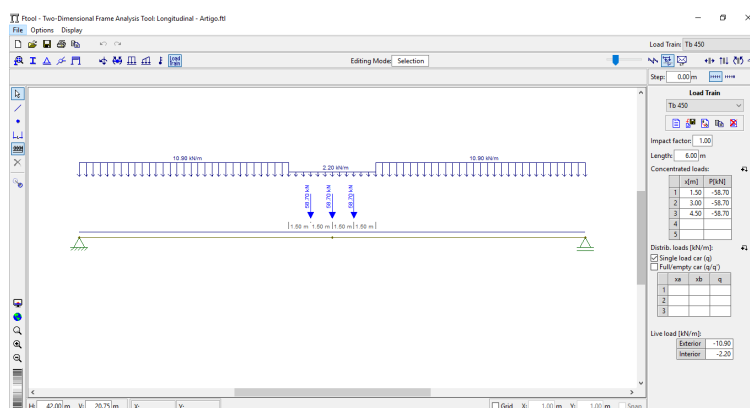 Ftool - Two-Dimensional Frame Analysis Tool: Longitudinal - Artigo.ftl
File Options Display
Load Train: Tb 450
Load Train
Editing Mode: Selection
Step: 0.00 m
Load Train
Tb 450
Impact factor: 1.00
Length: 6.00 m
Concentrated loads:
x[m] P[kN]
1 1.50 -58.70
2 3.00 -58.70
3 4.50 -58.70
4
5
Distrib. loads [kN/m]:
Single load car (q)
Full/empty car (q/q')
xa xb q
1
2
3
Live load [kN/m]:
Exterior -10.90
Interior -2.20
10.90 kN/m
2.20 kN/m
10.90 kN/m
58.70 kN
58.70 kN
58.70 kN
1.50 m 1.50 m 1.50 m 1.50 m
H: 42.00 m V: 20.75 m X: Y:
Grid X: 1.00 m Y: 1.00 m Snap